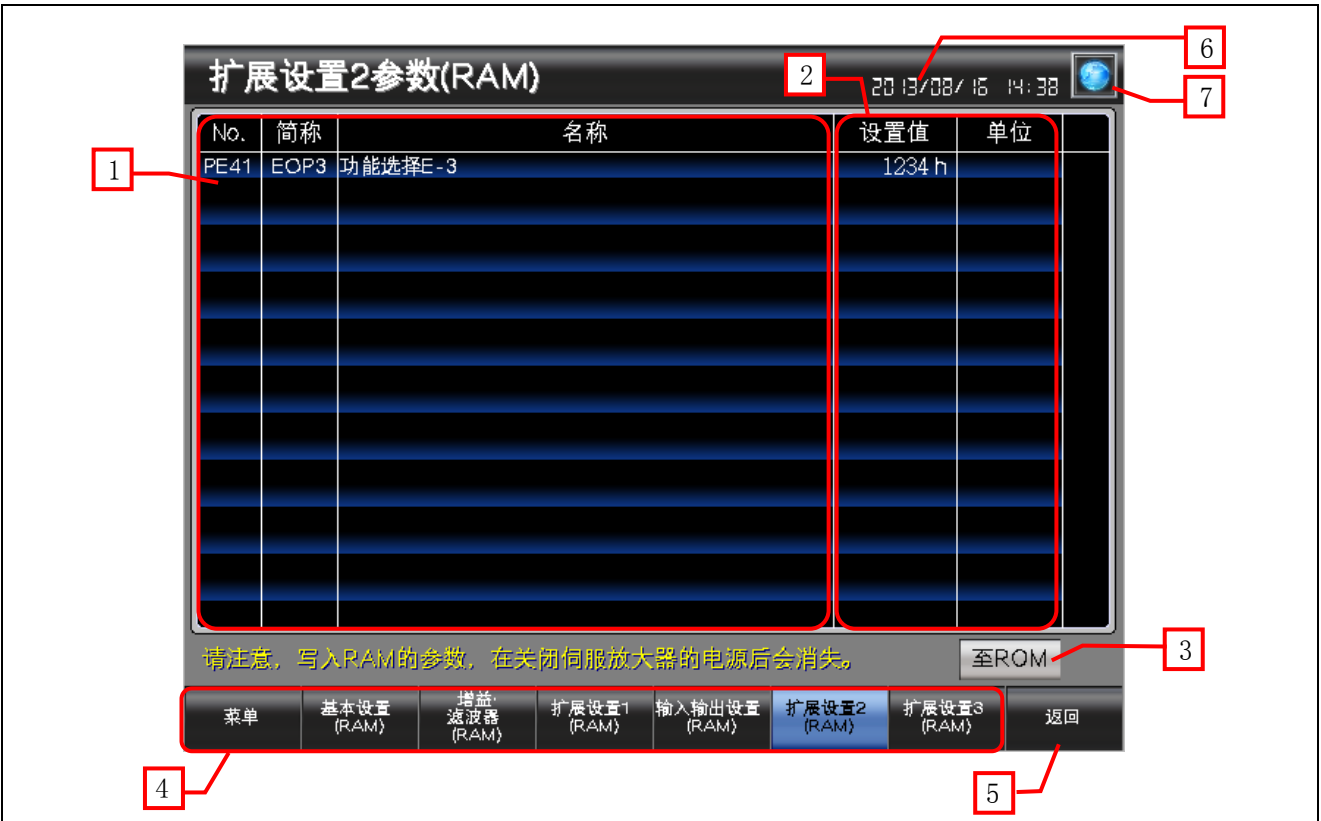 6
扩展设置2参数(RAM)
2
2013/08/16 14:38
7
No. 简称 名称 设置值 单位
1
PE41 EOP3 功能选择E-3 1234 h
请注意，写入RAM的参数，在关闭伺服放大器的电源后会消失。
至ROM
3
菜单
基本设置
(RAM)
增益·
滤波器
(RAM)
扩展设置1
(RAM)
输入输出设置
(RAM)
扩展设置2
(RAM)
扩展设置3
(RAM)
返回
4
5